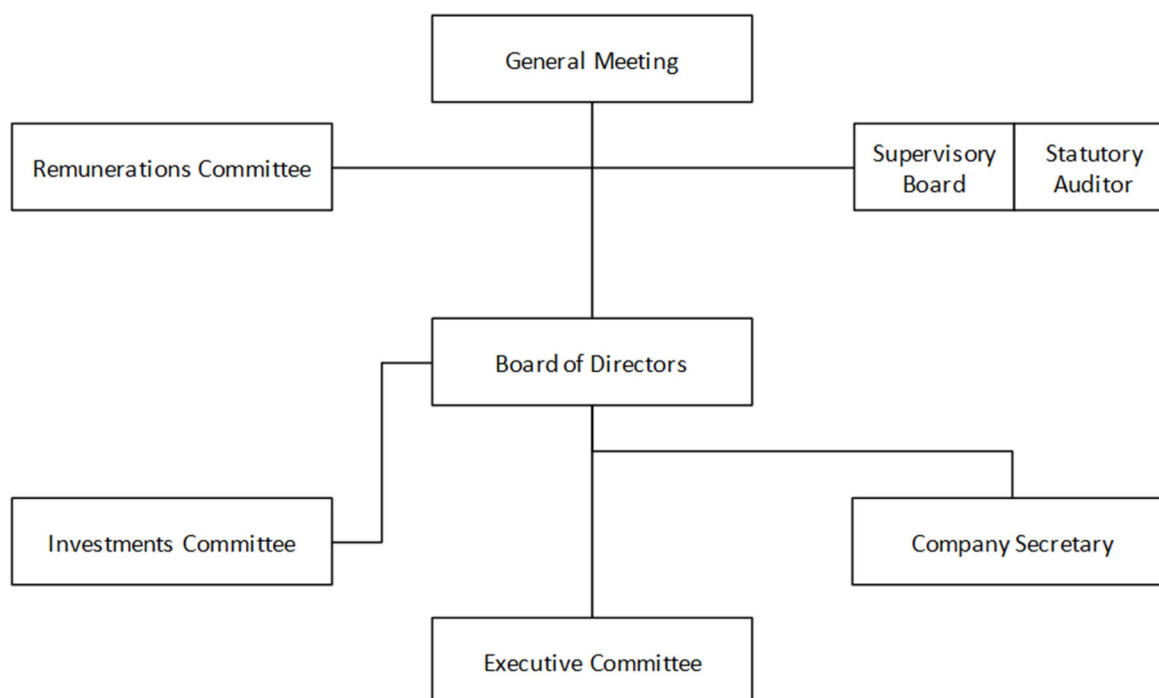 General Meeting
Remunerations Committee
Supervisory
Board
Statutory
Auditor
Board of Directors
Investments Committee
Company Secretary
Executive Committee